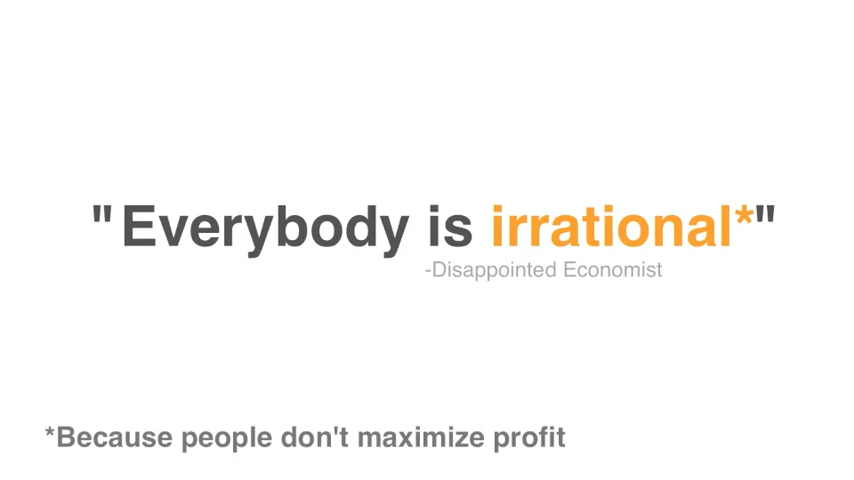 "Everybody is irrational*"
-Disappointed Economist
*Because people don't maximize profit